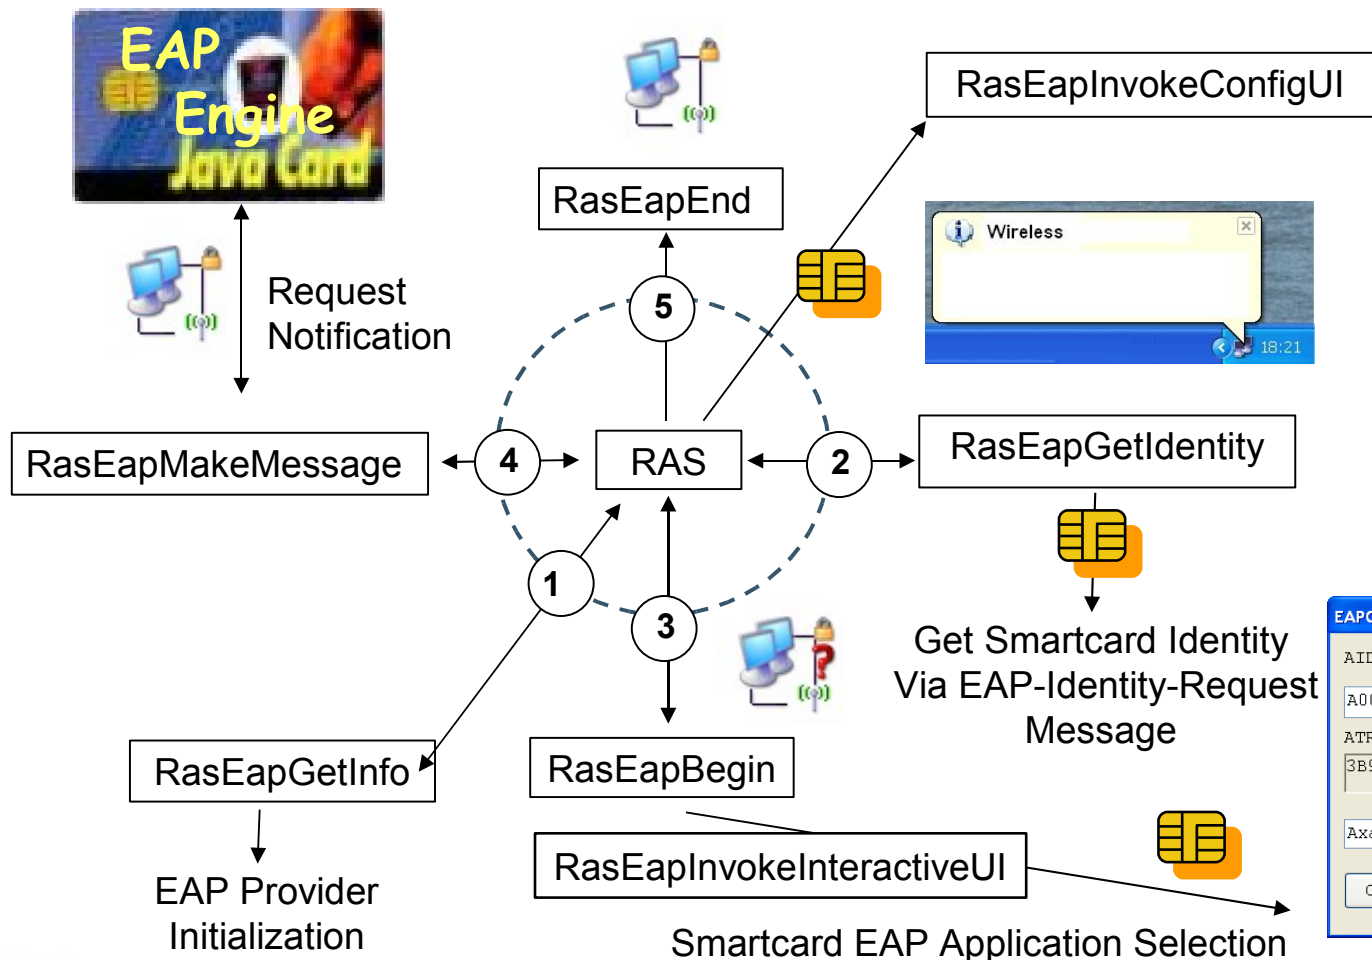 EAP
Engine
Java Card
RasEapInvokeConfigUI
RasEapEnd
Wireless
18:21
Request
Notification
5
RasEapMakeMessage
4
RAS
2
RasEapGetIdentity
1
3
Get Smartcard Identity
Via EAP-Identity-Request
Message
RasEapGetInfo
RasEapBegin
EAP Provider
Initialization
RasEapInvokeInteractiveUI
Smartcard EAP Application Selection